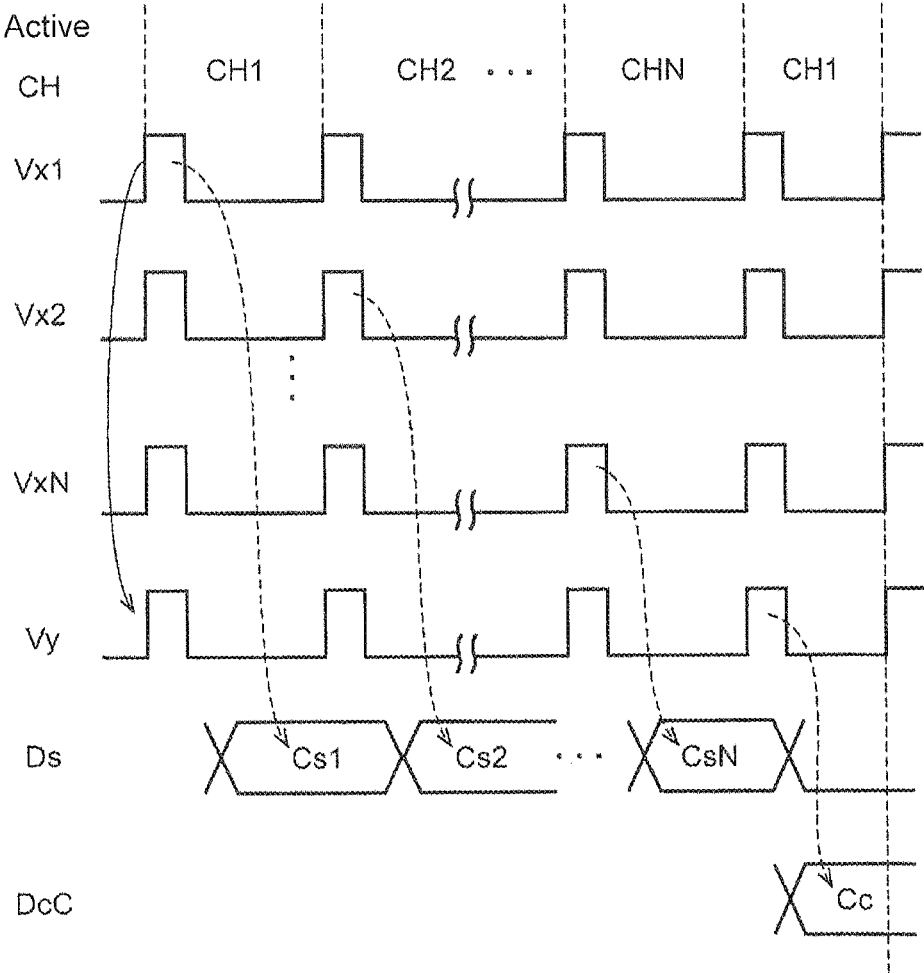 Active
CH CH1 CH2 ... CHN CH1
Vx1
Vx2
VxN
Vy
Ds Cs1 Cs2 ... CsN
DcC Cc